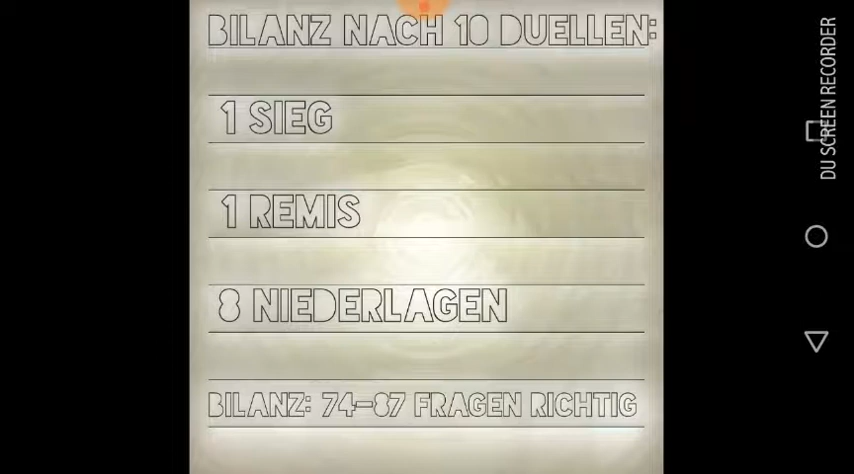 BILANZ NACH 10 DUELLEN:
1 SIEG
1 REMIS
8 NIEDERLAGEN
BILANZ: 74-87 FRAGEN RICHTIG
DU SCREEN RECORDER